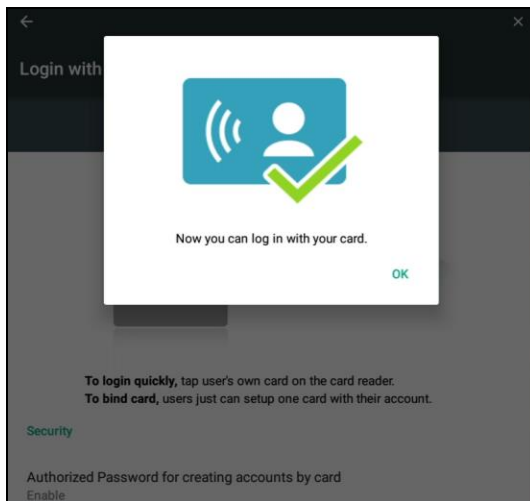 Login with
Now you can log in with your card.
OK
To login quickly, tap user's own card on the card reader.
To bind card, users just can setup one card with their account.
Security
Authorized Password for creating accounts by card
Enable